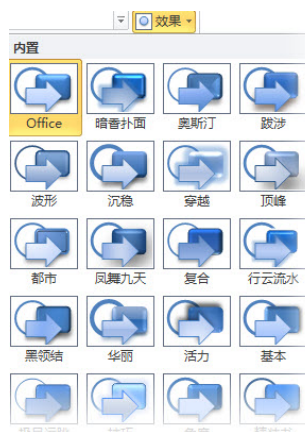 效果
内置
Office 暗香扑面 奥斯汀 跋涉
波形 沉稳 穿越 顶峰
都市 凤舞九天 复合 行云流水
黑领结 华丽 活力 基本